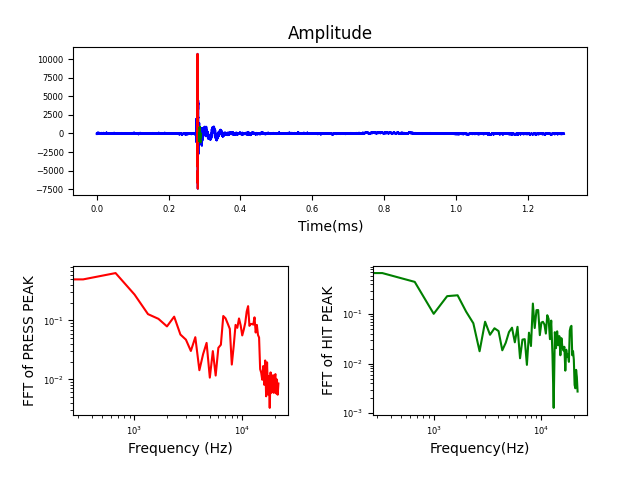 Amplitude
10000
7500
5000
2500
0
−2500
−5000
−7500
0.0 0.2 0.4 0.6 0.8 1.0 1.2
Time(ms)
FFT of PRESS PEAK
10⁻¹
10⁻²
10³ 10⁴
Frequency (Hz)
FFT of HIT PEAK
10⁻¹
10⁻²
10⁻³
10³ 10⁴
Frequency(Hz)